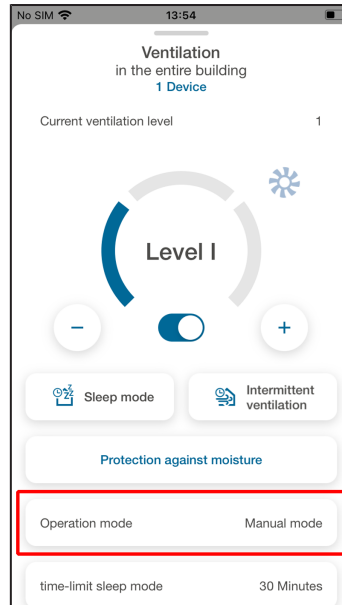 No SIM 13:54
Ventilation
in the entire building
1 Device
Current ventilation level 1
Level I
− +
Sleep mode
Intermittent
ventilation
Protection against moisture
Operation mode Manual mode
time-limit sleep mode 30 Minutes